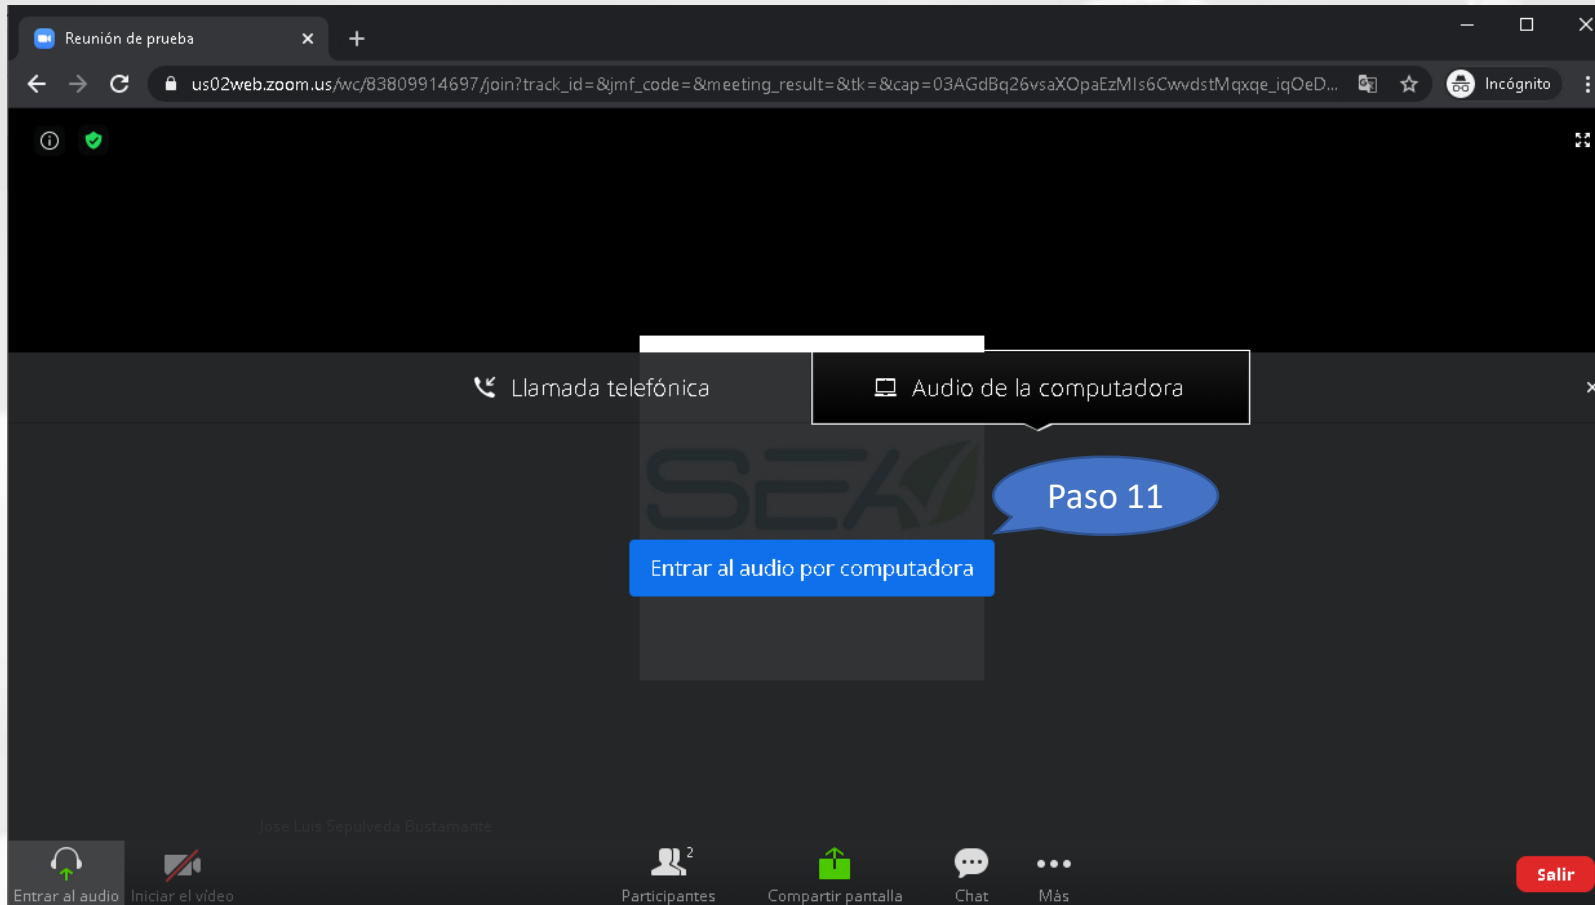 Reunión de prueba
us02web.zoom.us/wc/83809914697/join?track_id=&jmf_code=&meeting_result=&tk=&cap=03AGdBq26vsaXOpaEzMIs6CwvdstMqxqe_iqOeD...
Incógnito
Llamada telefónica
Audio de la computadora
SEA
Paso 11
Entrar al audio por computadora
Jose Luis Sepulveda Bustamante
2
Entrar al audio
Iniciar el vídeo
Participantes
Compartir pantalla
Chat
Más
Salir